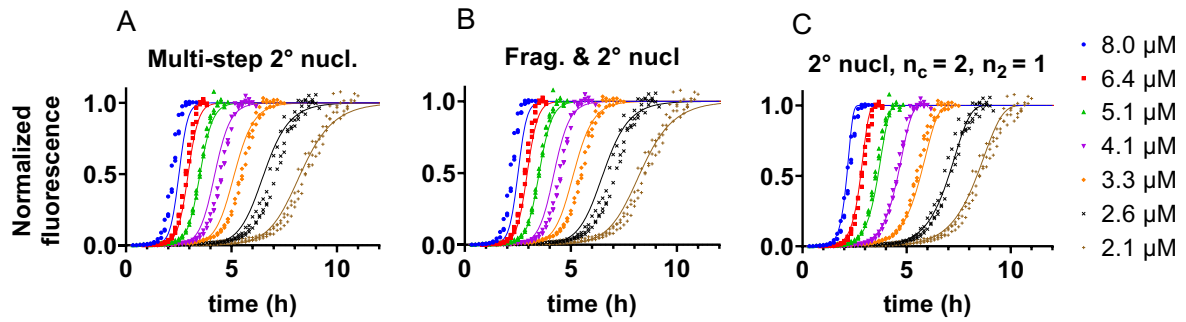 A
Multi-step 2° nucl.
B
Frag. & 2° nucl
C
2° nucl, nc = 2, n2 = 1
Normalized
fluorescence
1.0
0.5
0.0
0
5
10
time (h)
1.0
0.5
0.0
0
5
10
time (h)
1.0
0.5
0.0
0
5
10
time (h)
8.0 µM
6.4 µM
5.1 µM
4.1 µM
3.3 µM
2.6 µM
2.1 µM